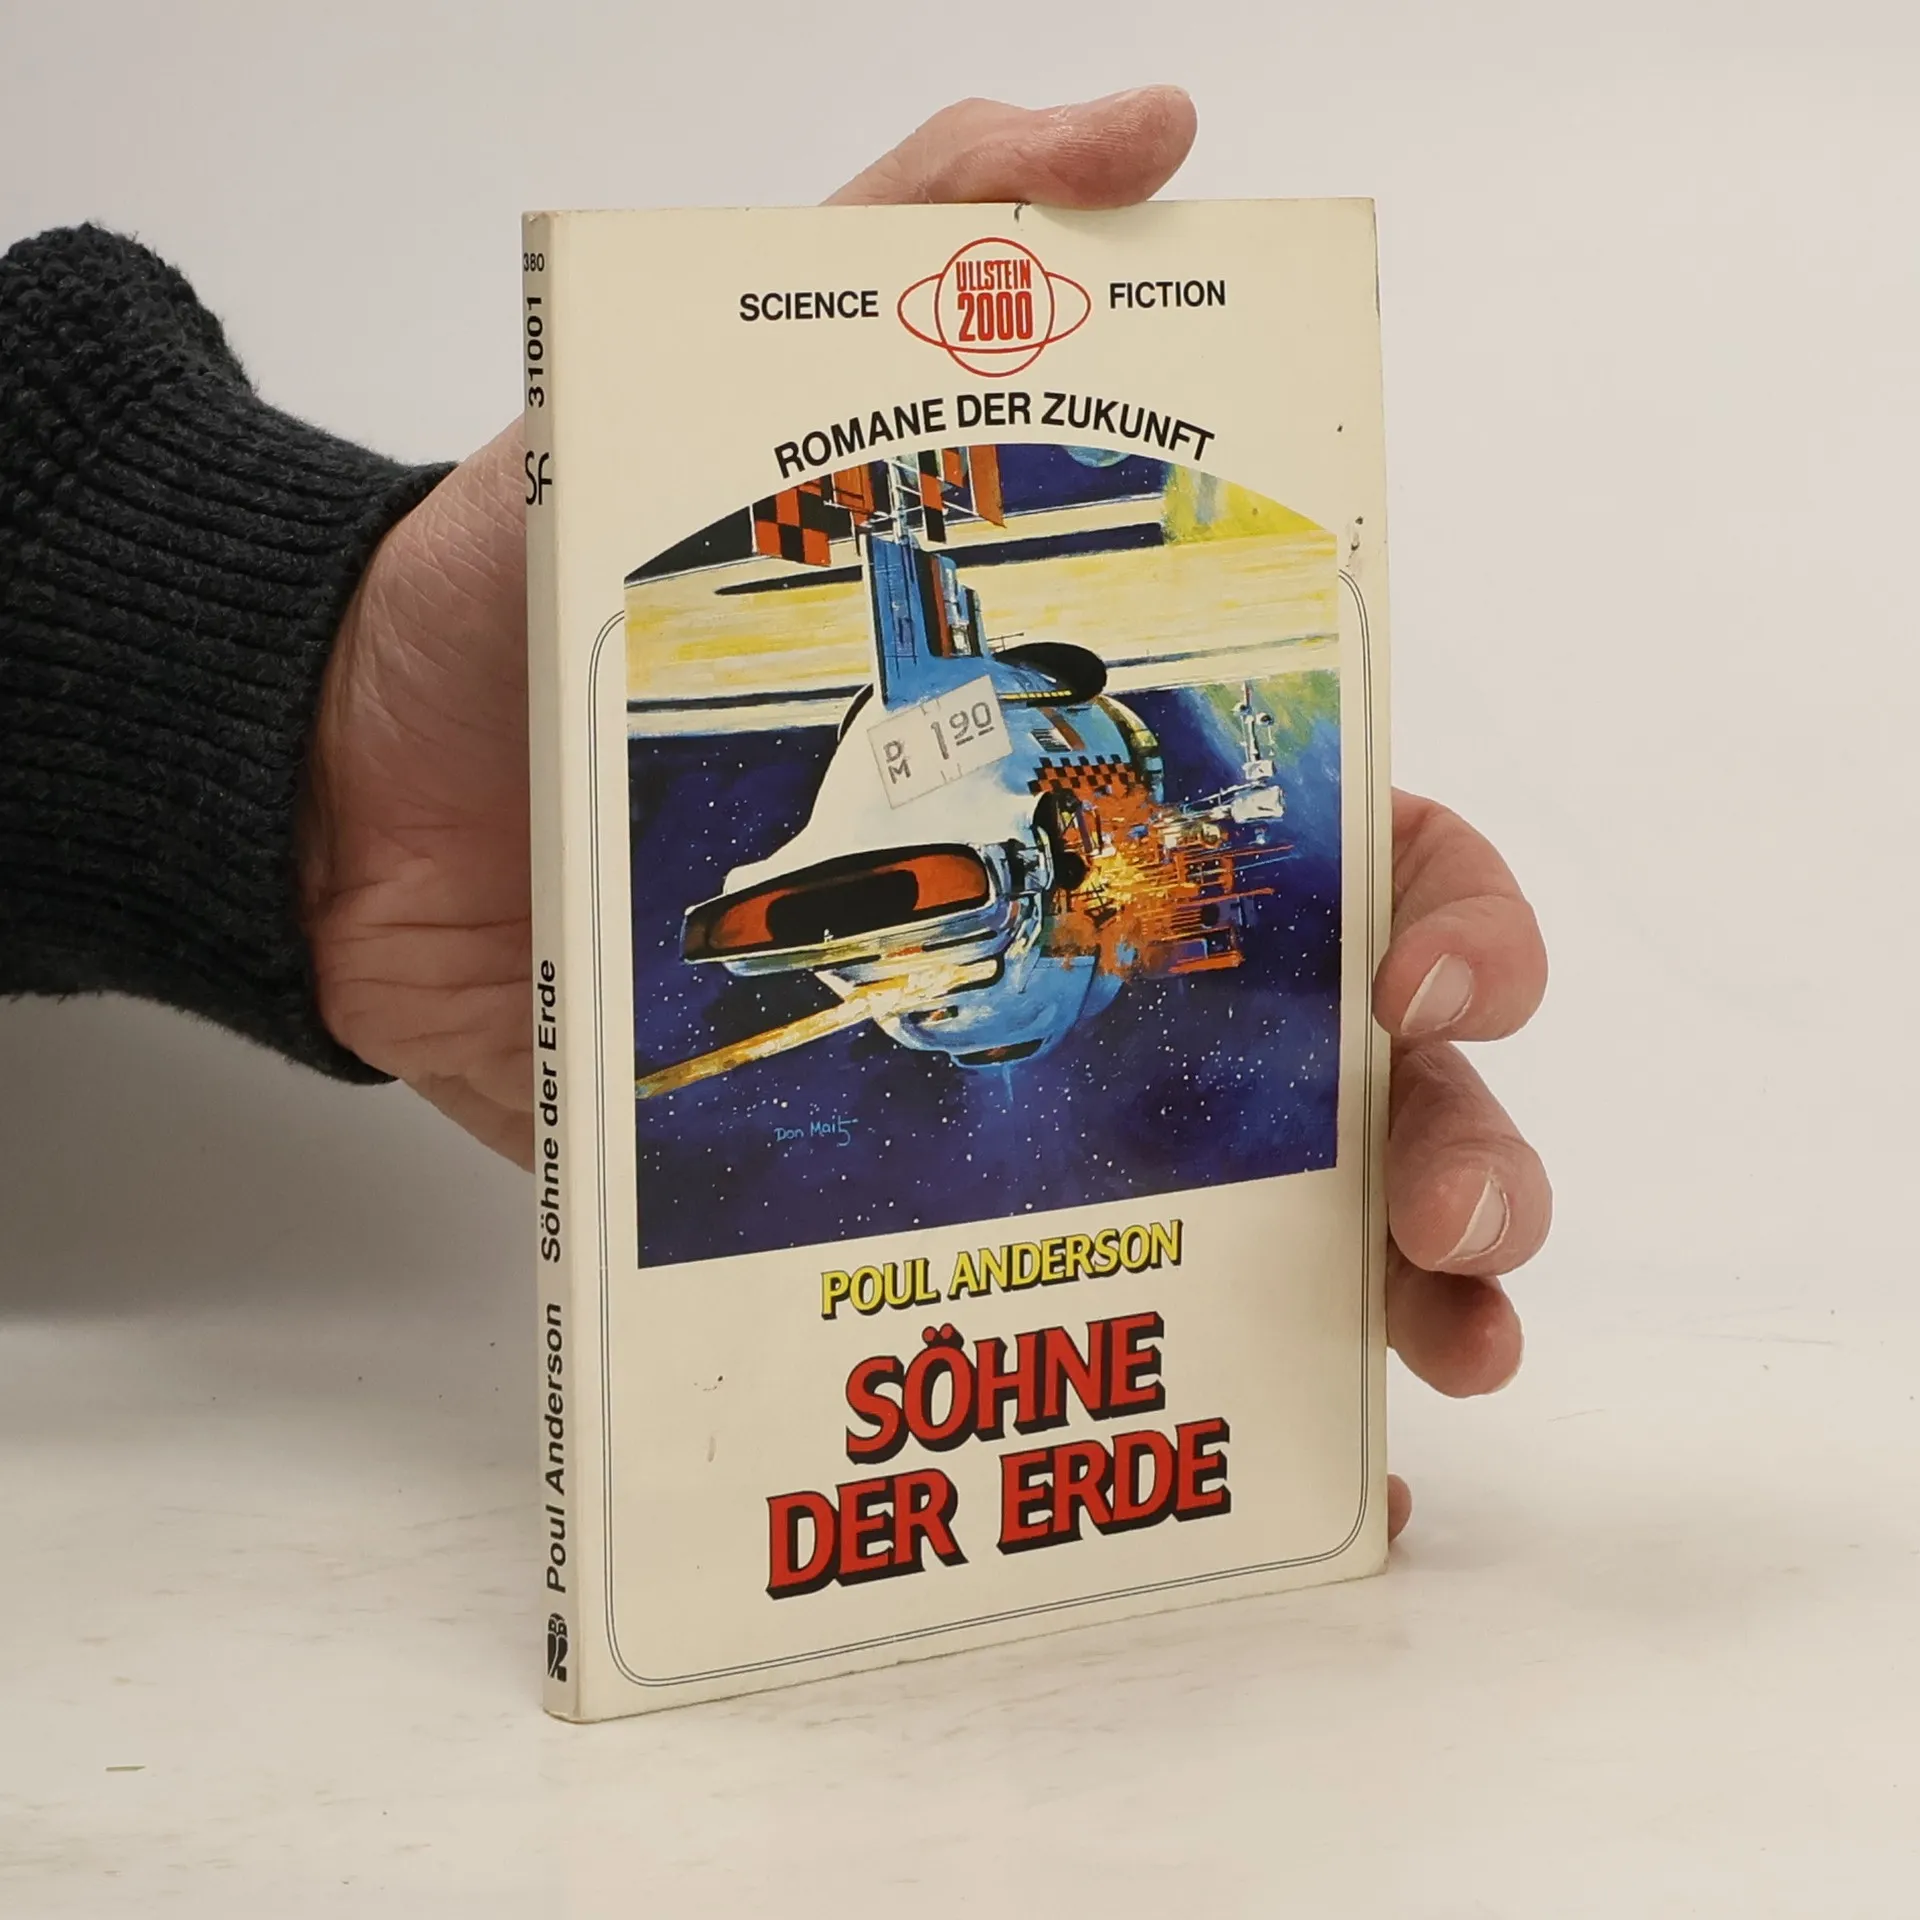 SCIENCE
ULLSTEIN
2000
FICTION
ROMANE DER ZUKUNFT
DM 1.90
Don Maitz
POUL ANDERSON
SÖHNE
DER ERDE
380
SF 31001
Poul Anderson Söhne der Erde